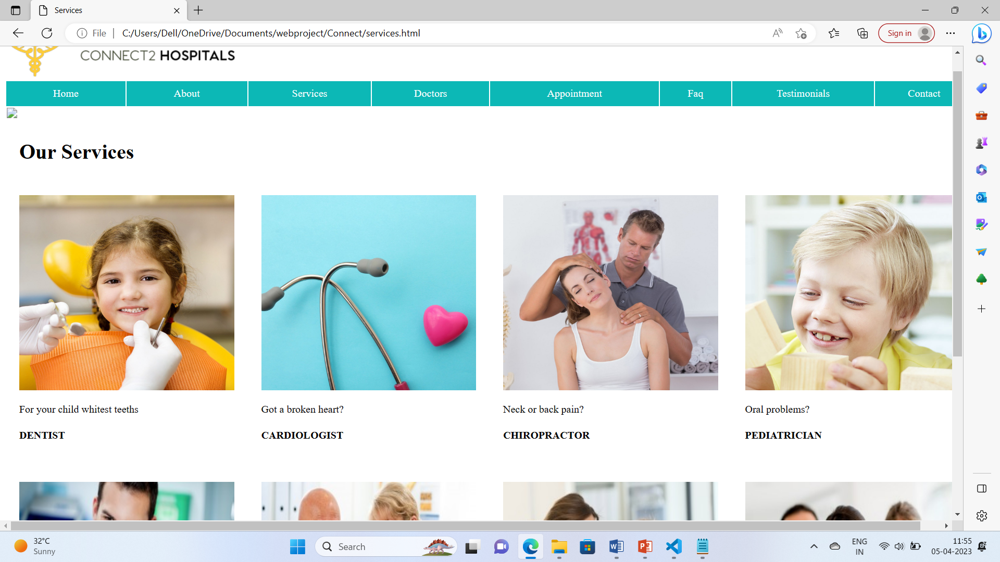 Services
File
C:/Users/Dell/OneDrive/Documents/webproject/Connect/services.html
Sign in
CONNECT2 HOSPITALS
Home About Services Doctors Appointment Faq Testimonials Contact
Our Services
For your child whitest teeths
DENTIST
Got a broken heart?
CARDIOLOGIST
Neck or back pain?
CHIROPRACTOR
Oral problems?
PEDIATRICIAN
32°C
Sunny
Search
ENG
IN
11:55
05-04-2023